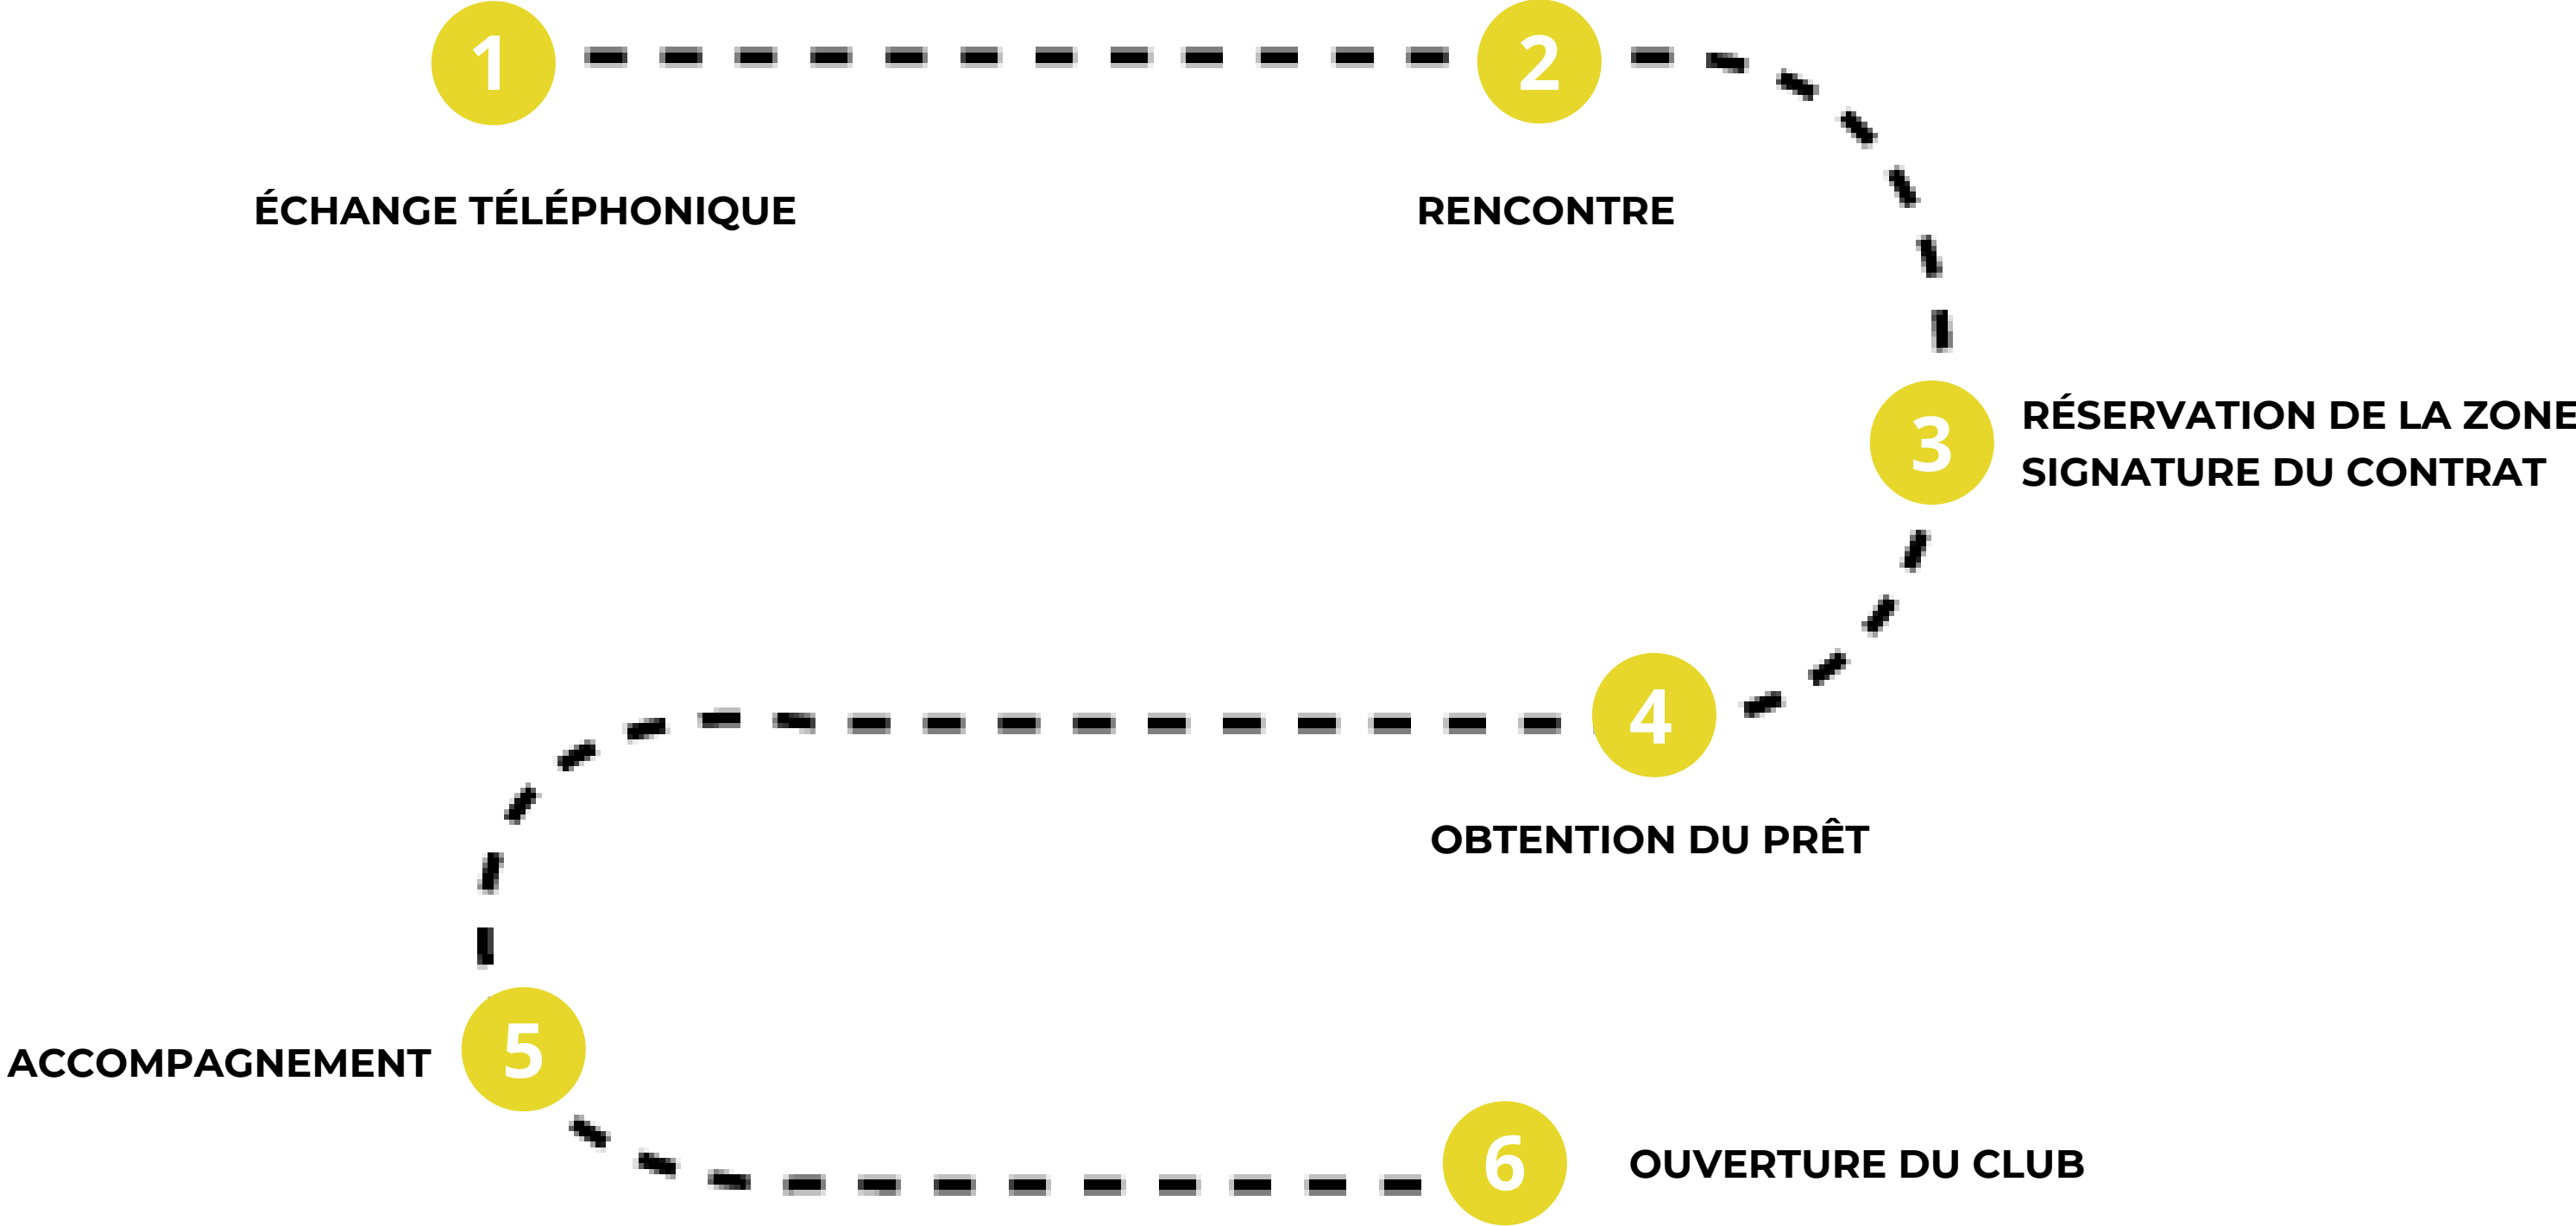 1
2
ÉCHANGE TÉLÉPHONIQUE
RENCONTRE
3
RÉSERVATION DE LA ZONE
SIGNATURE DU CONTRAT
4
OBTENTION DU PRÊT
5
ACCOMPAGNEMENT
6
OUVERTURE DU CLUB